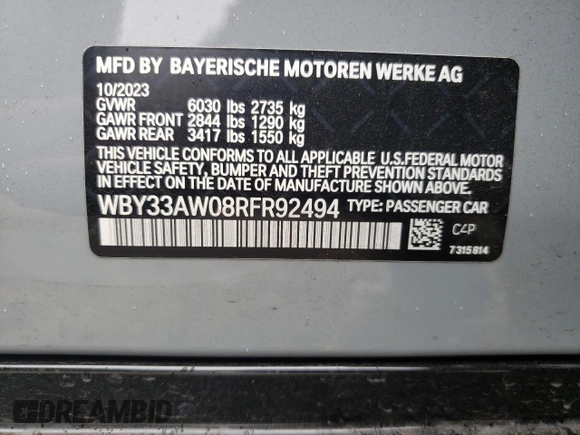 MFD BY BAYERISCHE MOTOREN WERKE AG
10/2023
GVWR 6030 lbs 2735 kg
GAWR FRONT 2844 lbs 1290 kg
GAWR REAR 3417 lbs 1550 kg
THIS VEHICLE CONFORMS TO ALL APPLICABLE U.S.FEDERAL MOTOR
VEHICLE SAFETY, BUMPER, AND THEFT PREVENTION STANDARDS
IN EFFECT ON THE DATE OF MANUFACTURE SHOWN ABOVE.
WBY33AW08RFR92494 TYPE: PASSENGER CAR
C4P
7315814
DREAMBID